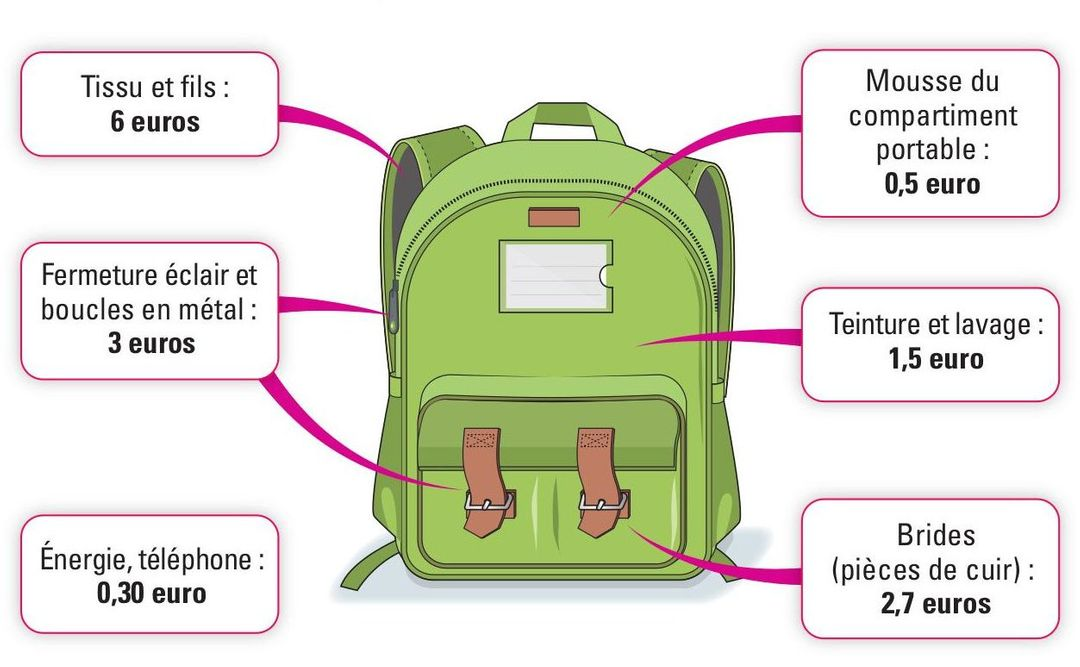 Tissu et fils :
6 euros
Fermeture éclair et
boucles en métal :
3 euros
Énergie, téléphone :
0,30 euro
Mousse du
compartiment
portable :
0,5 euro
Teinture et lavage :
1,5 euro
Brides
(pièces de cuir) :
2,7 euros